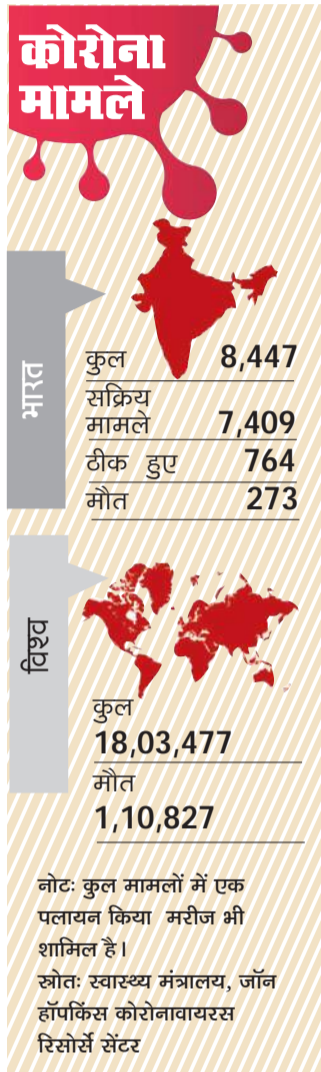 कोरोना
मामले
भारत
कुल 8,447
सक्रिय
मामले 7,409
ठीक हुए 764
मौत 273
विश्व
कुल
18,03,477
मौत
1,10,827
नोटः कुल मामलों में एक
पलायन किया मरीज भी
शामिल है।
स्रोतः स्वास्थ्य मंत्रालय, जॉन
हॉपकिंस कोरोनावायरस
रिसोर्से सेंटर